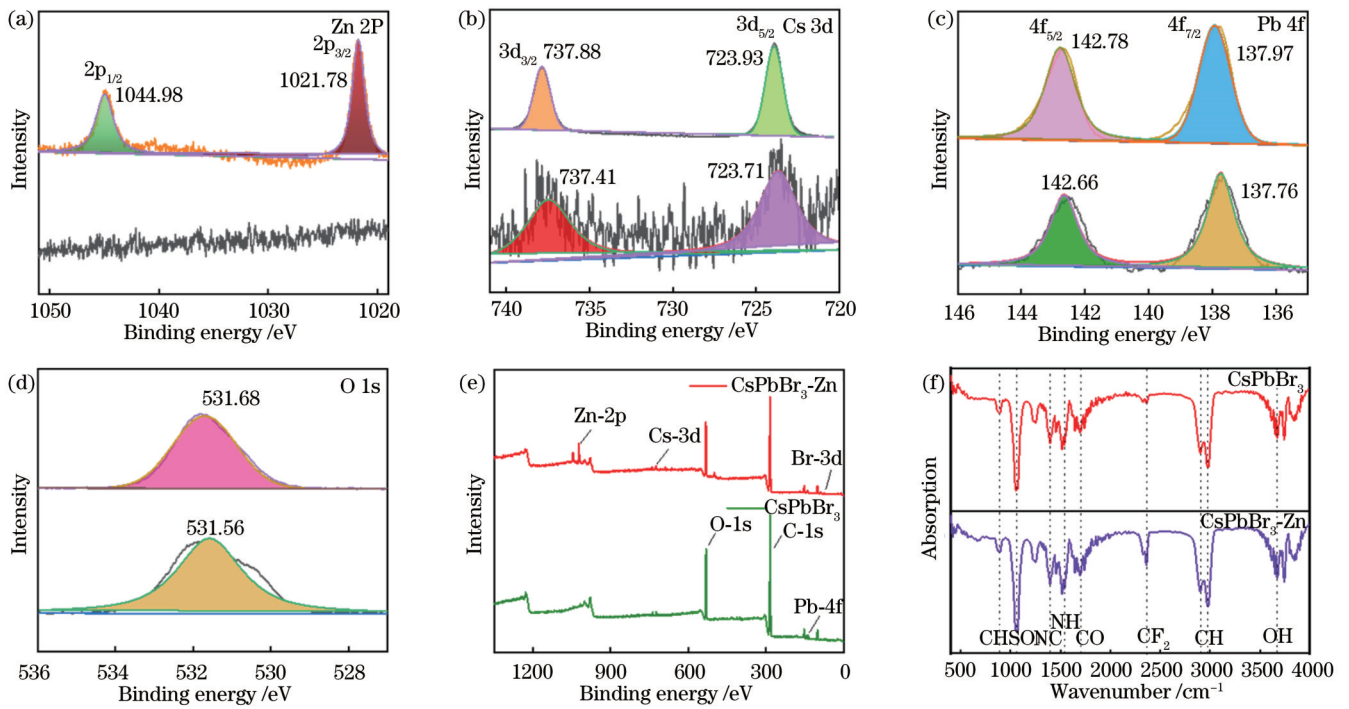 (a)
Zn 2P
2p3/2
2p1/2
1021.78
1044.98
Intensity
1050 1040 1030 1020
Binding energy /eV
(b)
3d5/2 Cs 3d
3d3/2 737.88
723.93
737.41
723.71
Intensity
740 735 730 725 720
Binding energy /eV
(c)
4f5/2 142.78
4f7/2
Pb 4f
137.97
142.66
137.76
Intensity
146 144 142 140 138 136
Binding energy /eV
(d)
O 1s
531.68
531.56
Intensity
536 534 532 530 528
Binding energy /eV
(e)
CsPbBr3-Zn
Zn-2p
Cs-3d
Br-3d
CsPbBr3
O-1s
C-1s
Pb-4f
Intensity
1200 900 600 300 0
Binding energy /eV
(f)
CsPbBr3
CsPbBr3-Zn
NH
CH SO NC CO CF2 CH OH
Absorption
500 1000 1500 2000 2500 3000 3500 4000
Wavenumber /cm−1